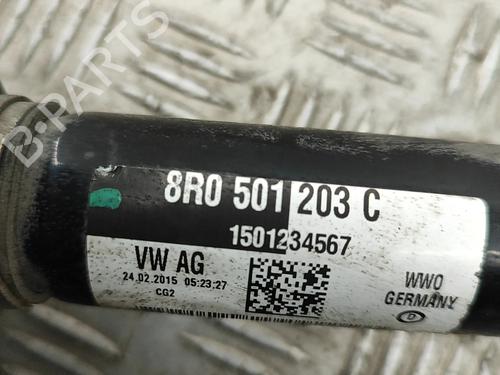 B-PARTS
8R0 501 203 C
1501234567
VW AG
24.02.2015 05:23:27
CG2
WWO
GERMANY
D